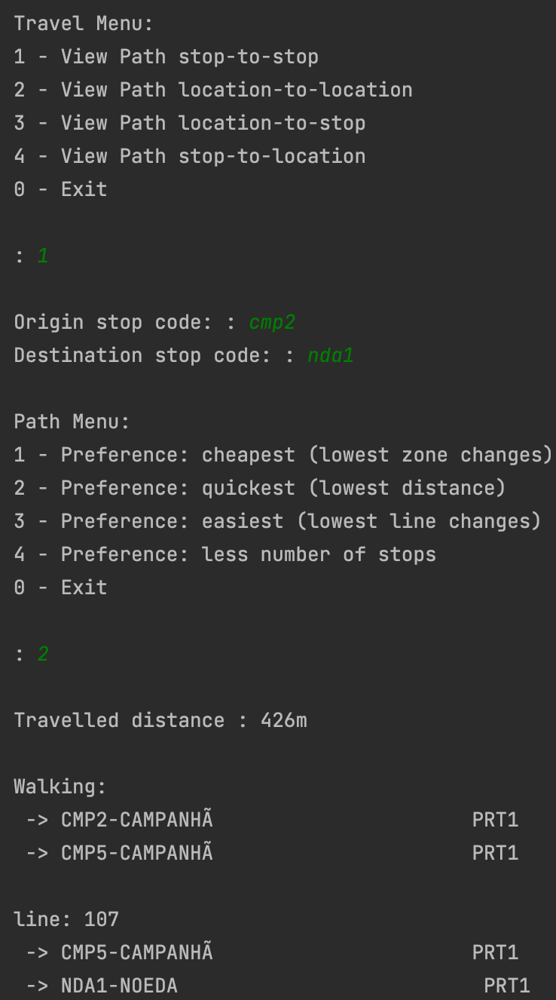 Travel Menu:
1 - View Path stop-to-stop
2 - View Path location-to-location
3 - View Path location-to-stop
4 - View Path stop-to-location
0 - Exit
: 1
Origin stop code: : cmp2
Destination stop code: : nda1
Path Menu:
1 - Preference: cheapest (lowest zone changes)
2 - Preference: quickest (lowest distance)
3 - Preference: easiest (lowest line changes)
4 - Preference: less number of stops
0 - Exit
: 2
Travelled distance : 426m
Walking:
-> CMP2-CAMPANHÃ PRT1
-> CMP5-CAMPANHÃ PRT1
line: 107
-> CMP5-CAMPANHÃ PRT1
-> NDA1-NOEDA PRT1